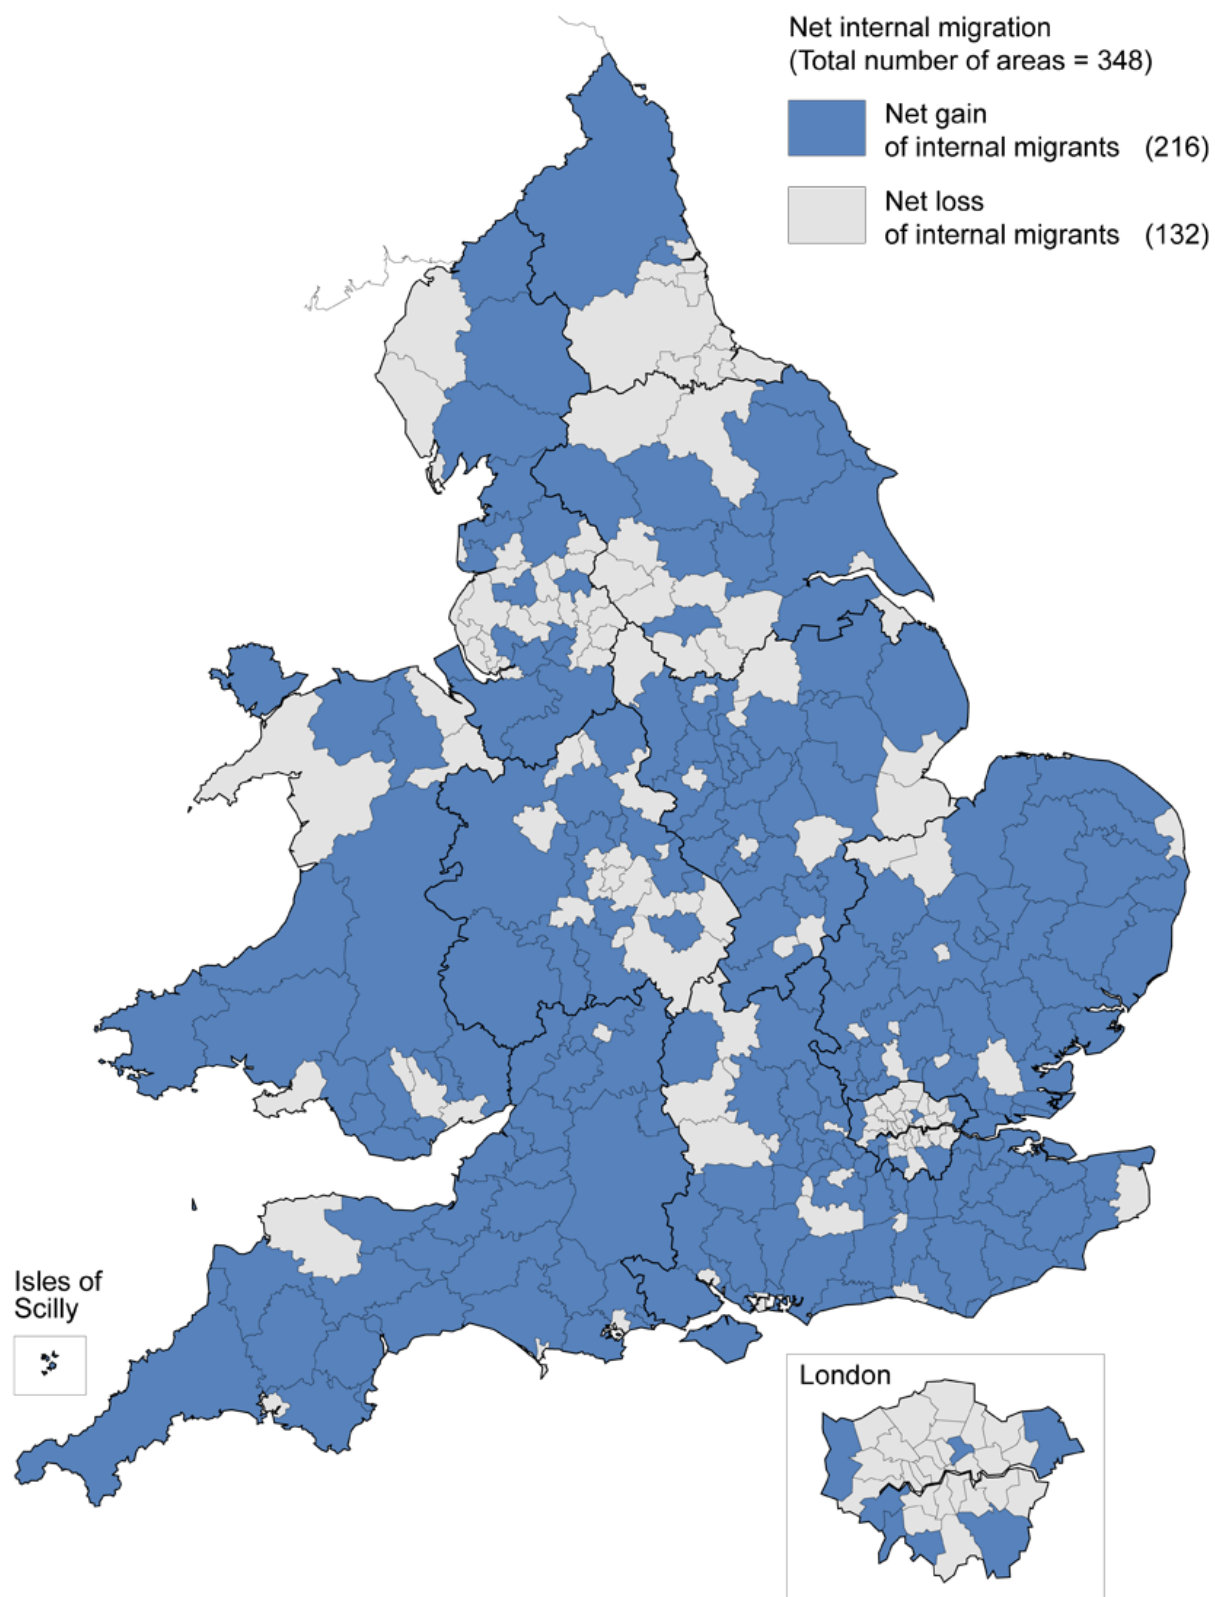 Net internal migration
(Total number of areas = 348)
Net gain
of internal migrants (216)
Net loss
of internal migrants (132)
Isles of
Scilly
London